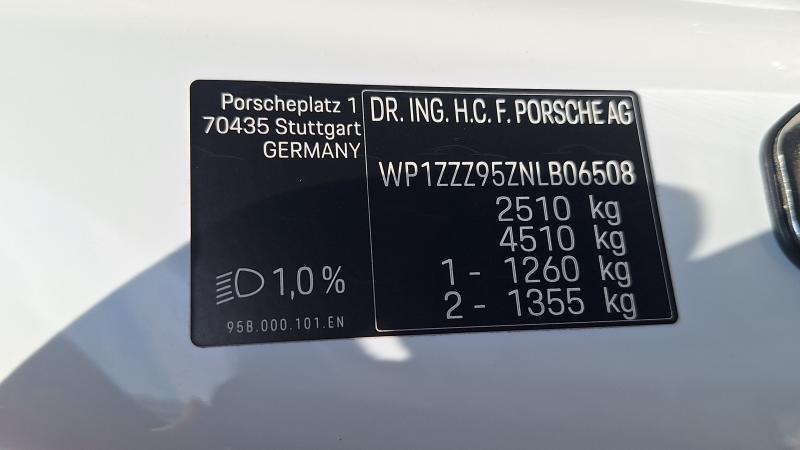 Porscheplatz 1
70435 Stuttgart
GERMANY
1,0 %
95B.000.101.EN
DR. ING. H.C. F. PORSCHE AG
WP1ZZZ95ZNLB06508
2510 kg
4510 kg
1 - 1260 kg
2 - 1355 kg